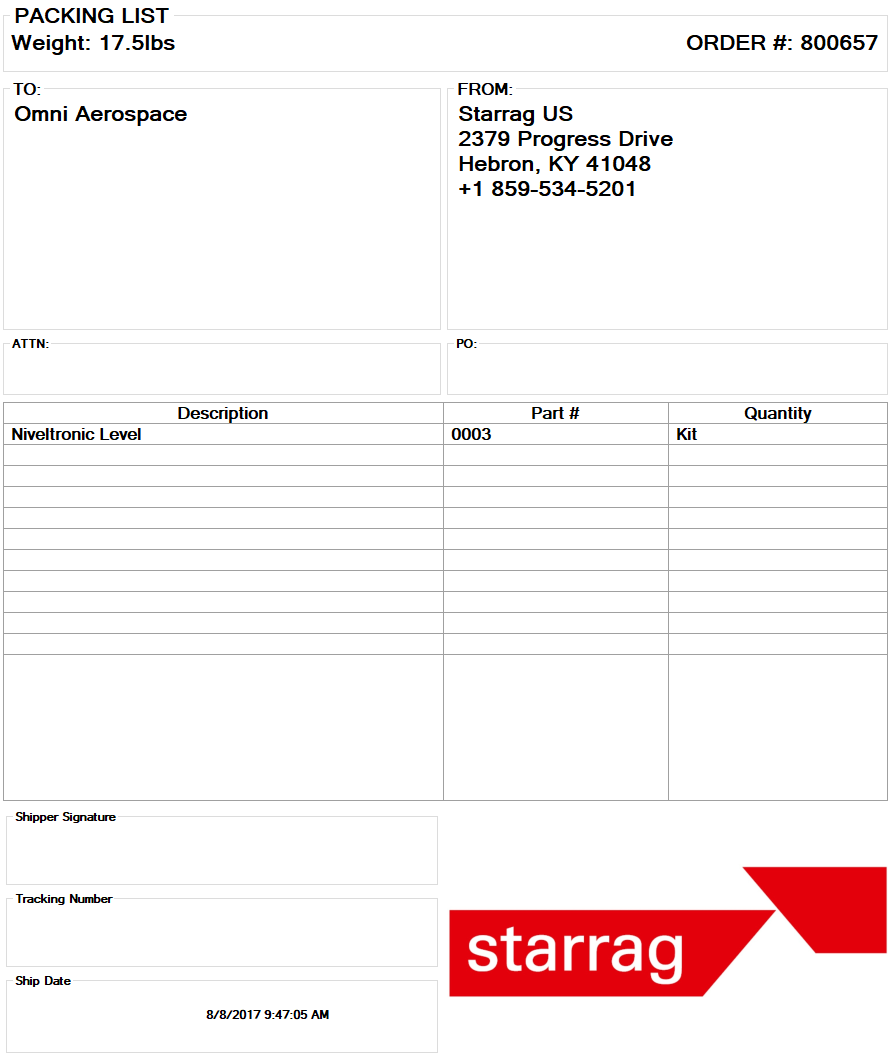 PACKING LIST
Weight: 17.5lbs
ORDER #: 800657
TO:
Omni Aerospace
FROM:
Starrag US
2379 Progress Drive
Hebron, KY 41048
+1 859-534-5201
ATTN:
PO:
Description Part # Quantity
Niveltronic Level 0003 Kit
Shipper Signature
Tracking Number
Ship Date
8/8/2017 9:47:05 AM
starrag